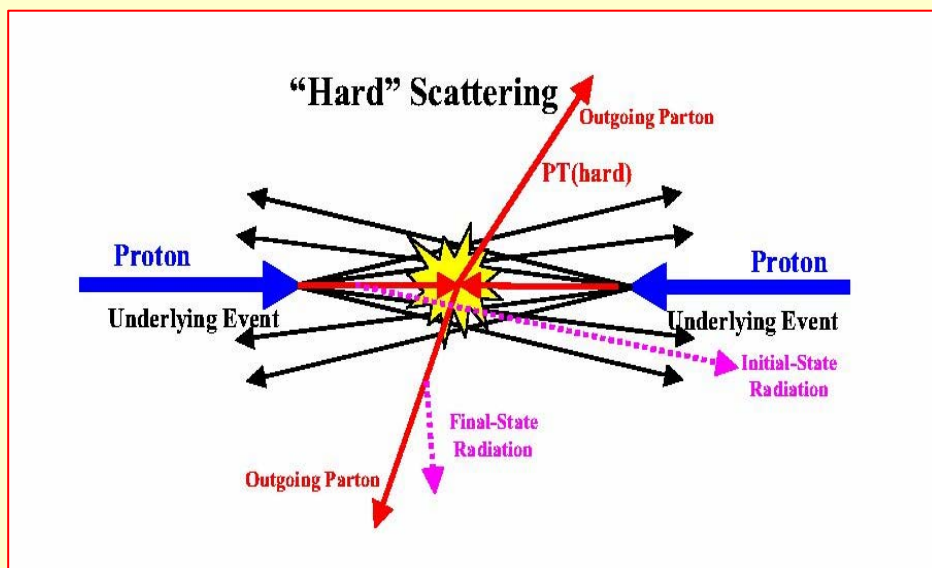 “Hard” Scattering
Outgoing Parton
PT(hard)
Proton
Proton
Underlying Event
Underlying Event
Initial-State
Radiation
Final-State
Radiation
Outgoing Parton